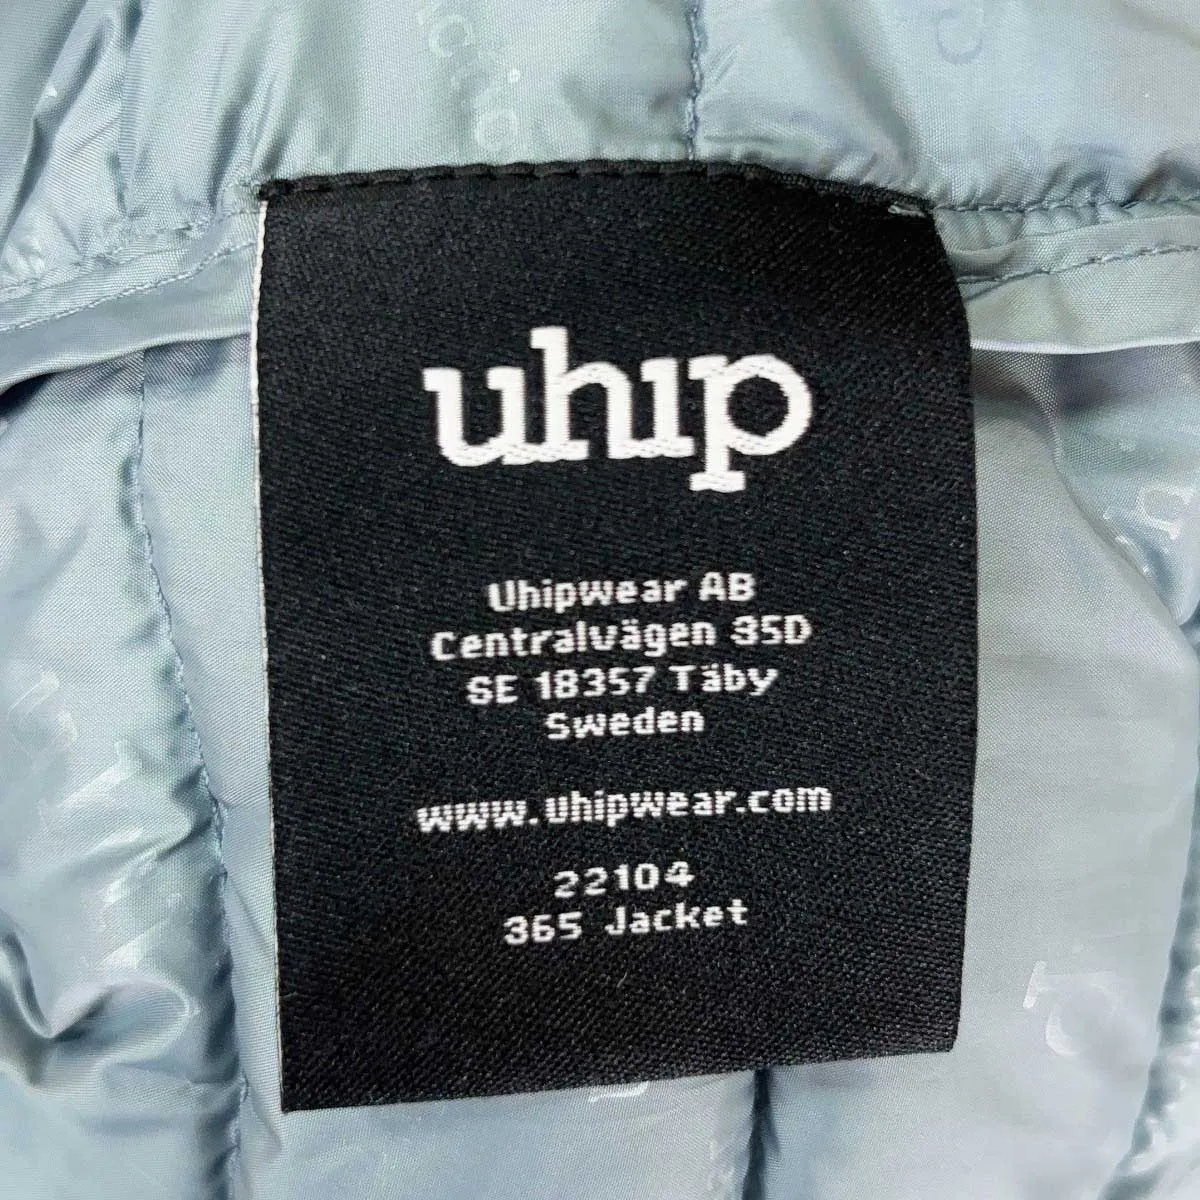 uhip
Uhipwear AB
Centralvägen 35D
SE 18357 Täby
Sweden
www.uhipwear.com
22104
365 Jacket